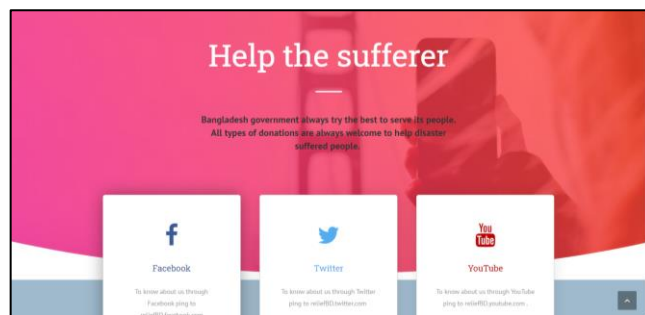 Help the sufferer
Bangladesh government always try the best to serve its people.
All types of donations are always welcome to help disaster
suffered people.
Facebook
To know about us through
Facebook ping to
reliefBD.facebook.com
You
Tube
Twitter
To know about us through Twitter
ping to reliefBD.twitter.com
YouTube
To know about us through YouTube
ping to reliefBD.youtube.com .